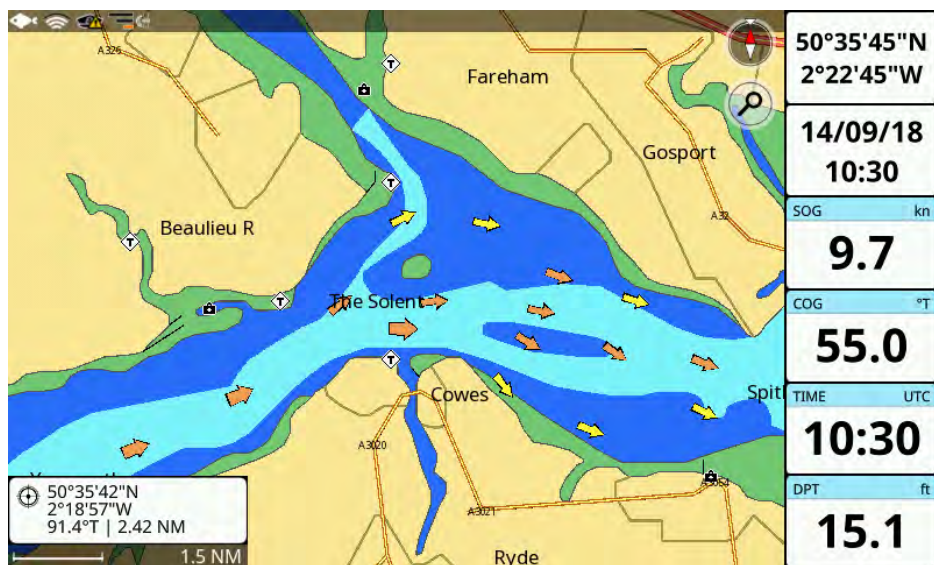 A326
Fareham
Gosport
A32
Beaulieu R
The Solent
Cowes
A3020
A3021
Ryde
T
T
T
T
T
50°35'42"N
2°18'57"W
91.4°T | 2.42 NM
1.5 NM
50°35'45"N
2°22'45"W
14/09/18
10:30
SOG kn
9.7
COG °T
55.0
TIME UTC
10:30
DPT ft
15.1